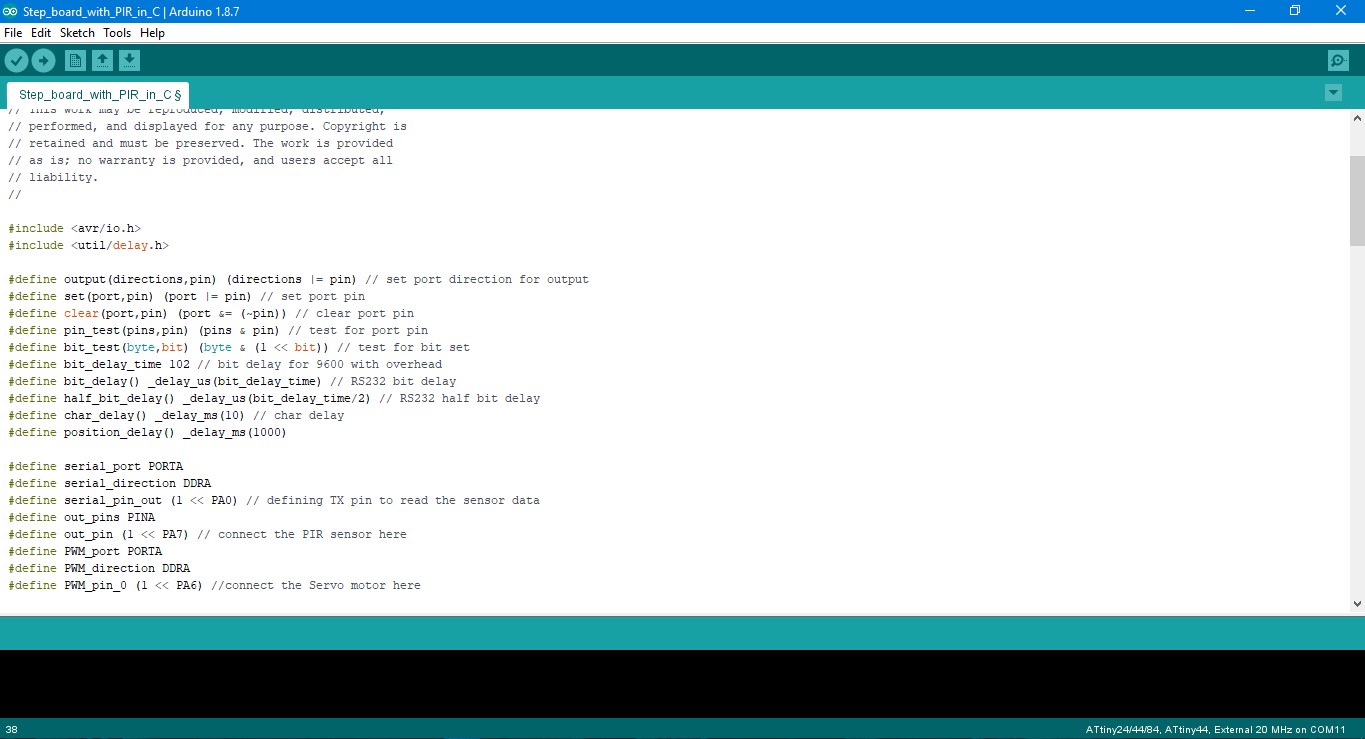 Step_board_with_PIR_in_C | Arduino 1.8.7
File Edit Sketch Tools Help
Step_board_with_PIR_in_C §
// This work may be reproduced, modified, distributed,
// performed, and displayed for any purpose. Copyright is
// retained and must be preserved. The work is provided
// as is; no warranty is provided, and users accept all
// liability.
//
#include <avr/io.h>
#include <util/delay.h>
#define output(directions,pin) (directions |= pin) // set port direction for output
#define set(port,pin) (port |= pin) // set port pin
#define clear(port,pin) (port &= (~pin)) // clear port pin
#define pin_test(pins,pin) (pins & pin) // test for port pin
#define bit_test(byte,bit) (byte & (1 << bit)) // test for bit set
#define bit_delay_time 102 // bit delay for 9600 with overhead
#define bit_delay() _delay_us(bit_delay_time) // RS232 bit delay
#define half_bit_delay() _delay_us(bit_delay_time/2) // RS232 half bit delay
#define char_delay() _delay_ms(10) // char delay
#define position_delay() _delay_ms(1000)
#define serial_port PORTA
#define serial_direction DDRA
#define serial_pin_out (1 << PA0) // defining TX pin to read the sensor data
#define out_pins PINA
#define out_pin (1 << PA7) // connect the PIR sensor here
#define PWM_port PORTA
#define PWM_direction DDRA
#define PWM_pin_0 (1 << PA6) //connect the Servo motor here
38
ATtiny24/44/84, ATtiny44, External 20 MHz on COM11